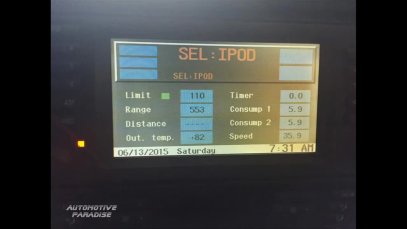 SEL:IPOD
SEL:IPOD
Limit 110 Timer 0.0
Range 553 Consump 1 5.9
Distance ---- Consump 2 5.9
Out. temp. +82 Speed 35.9
06/13/2015 Saturday 7:31 AM
AUTOMOTIVE
PARADISE